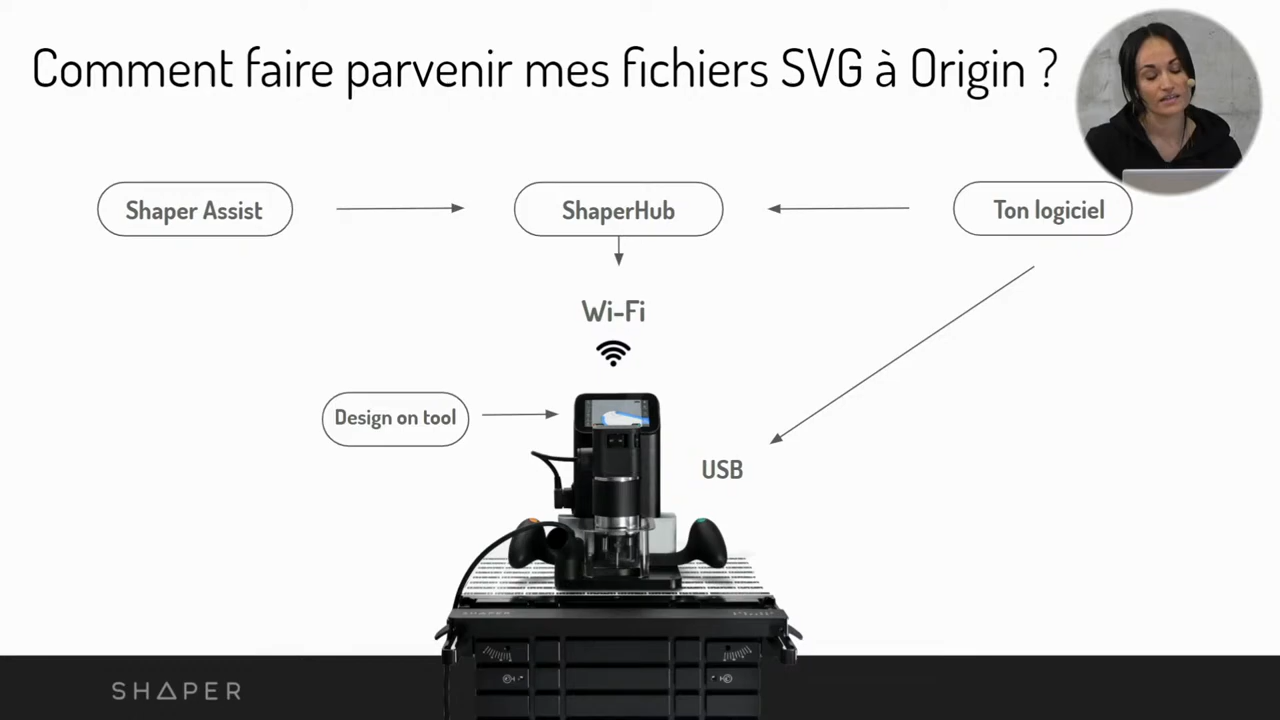 Comment faire parvenir mes fichiers SVG à Origin ?
Shaper Assist
ShaperHub
Ton logiciel
Wi-Fi
Design on tool
USB
SHAPER